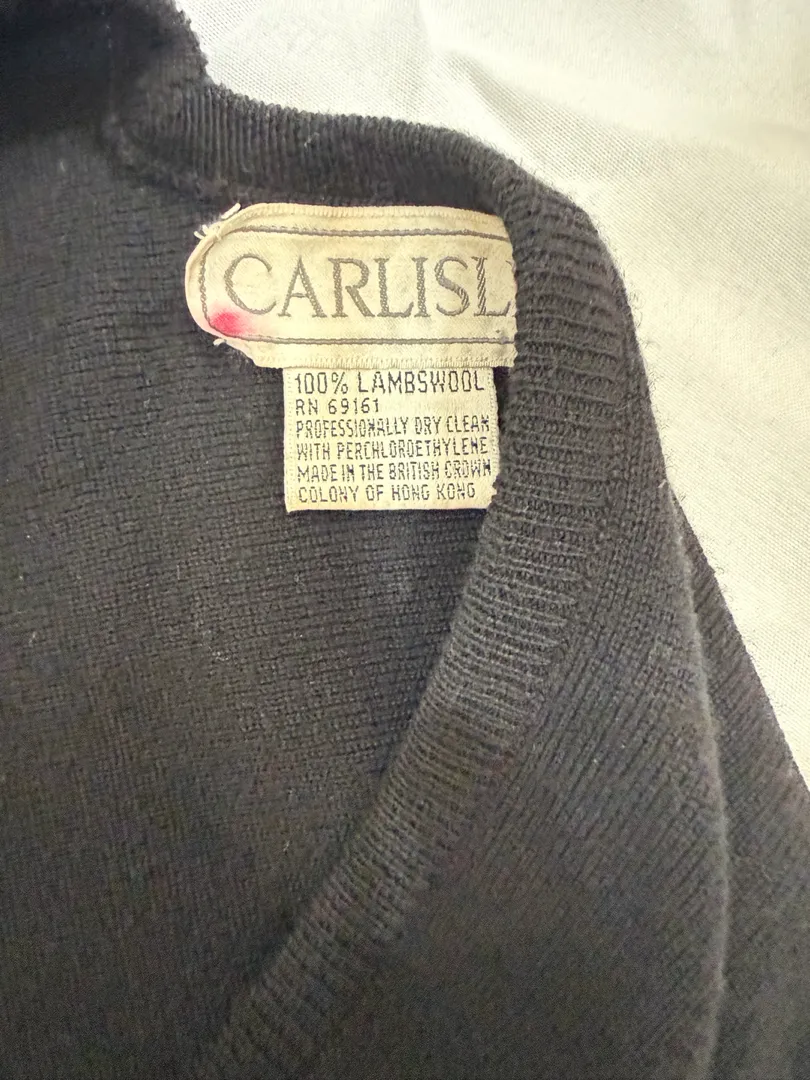 CARLISL
100% LAMBSWOOL
RN 69161
PROFESSIONALLY DRY CLEAN
WITH PERCHLOROETHYLENE
MADE IN THE BRITISH CROWN
COLONY OF HONG KONG